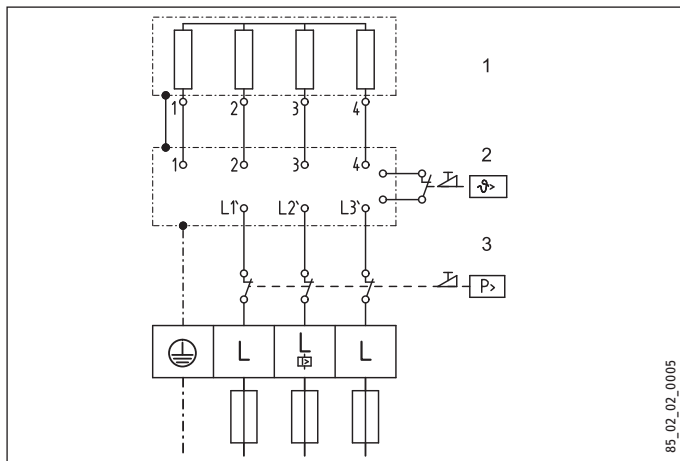 1
1 2 3 4
1 2 3 4
2
ϑ>
L1` L2` L3`
3
P>
L L L
I>
85_02_02_0005